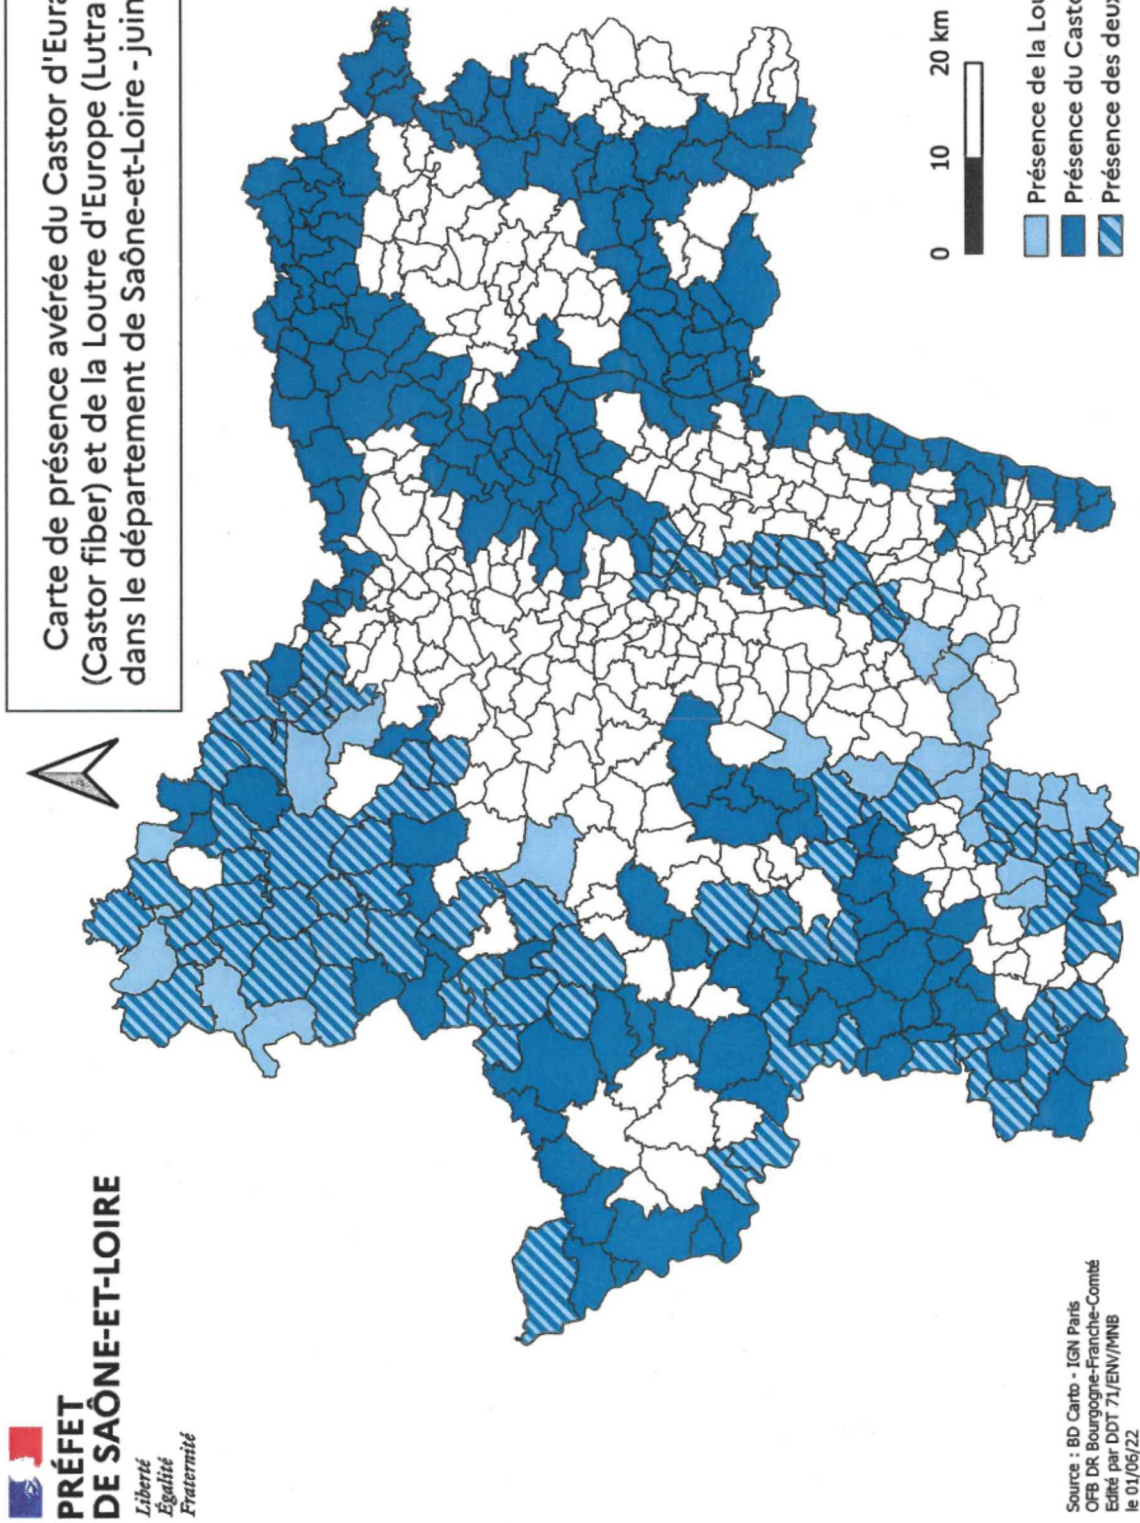 PRÉFET
DE SAÔNE-ET-LOIRE
Liberté
Égalité
Fraternité
Carte de présence avérée du Castor d'Eura
(Castor fiber) et de la Loutre d'Europe (Lutra
dans le département de Saône-et-Loire - juin
0 10 20 km
Présence de la Lou
Présence du Casto
Présence des deux
Source : BD Carto - IGN Paris
OFB DR Bourgogne-Franche-Comté
Edité par DDT 71/ENV/MNB
le 01/06/22